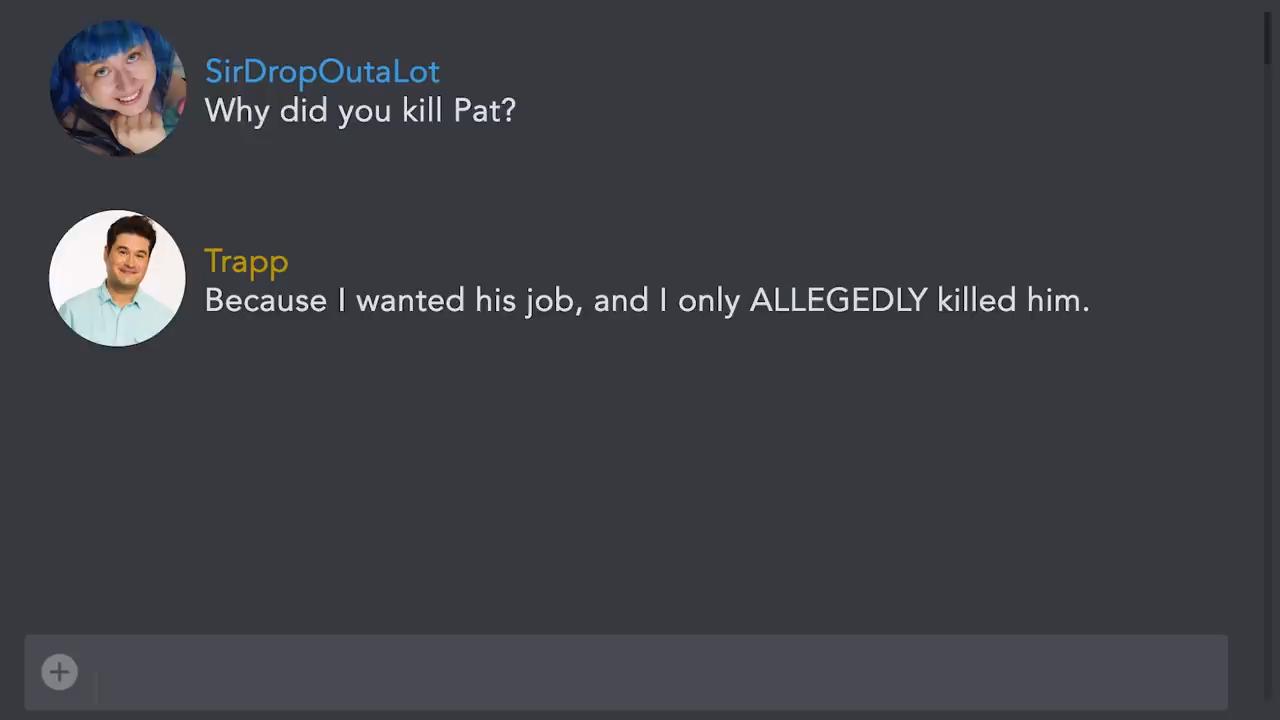 SirDropOutaLot
Why did you kill Pat?
Trapp
Because I wanted his job, and I only ALLEGEDLY killed him.